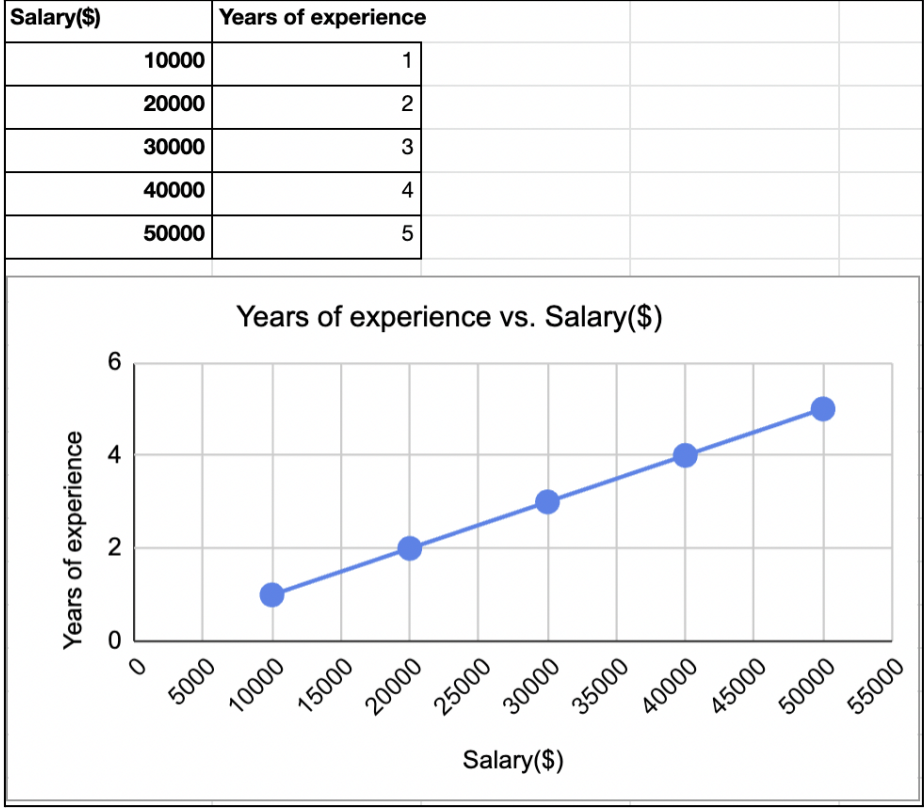 Salary($) Years of experience
10000 1
20000 2
30000 3
40000 4
50000 5
Years of experience vs. Salary($)
6
4
2
0
Years of experience
0 5000 10000 15000 20000 25000 30000 35000 40000 45000 50000 55000
Salary($)